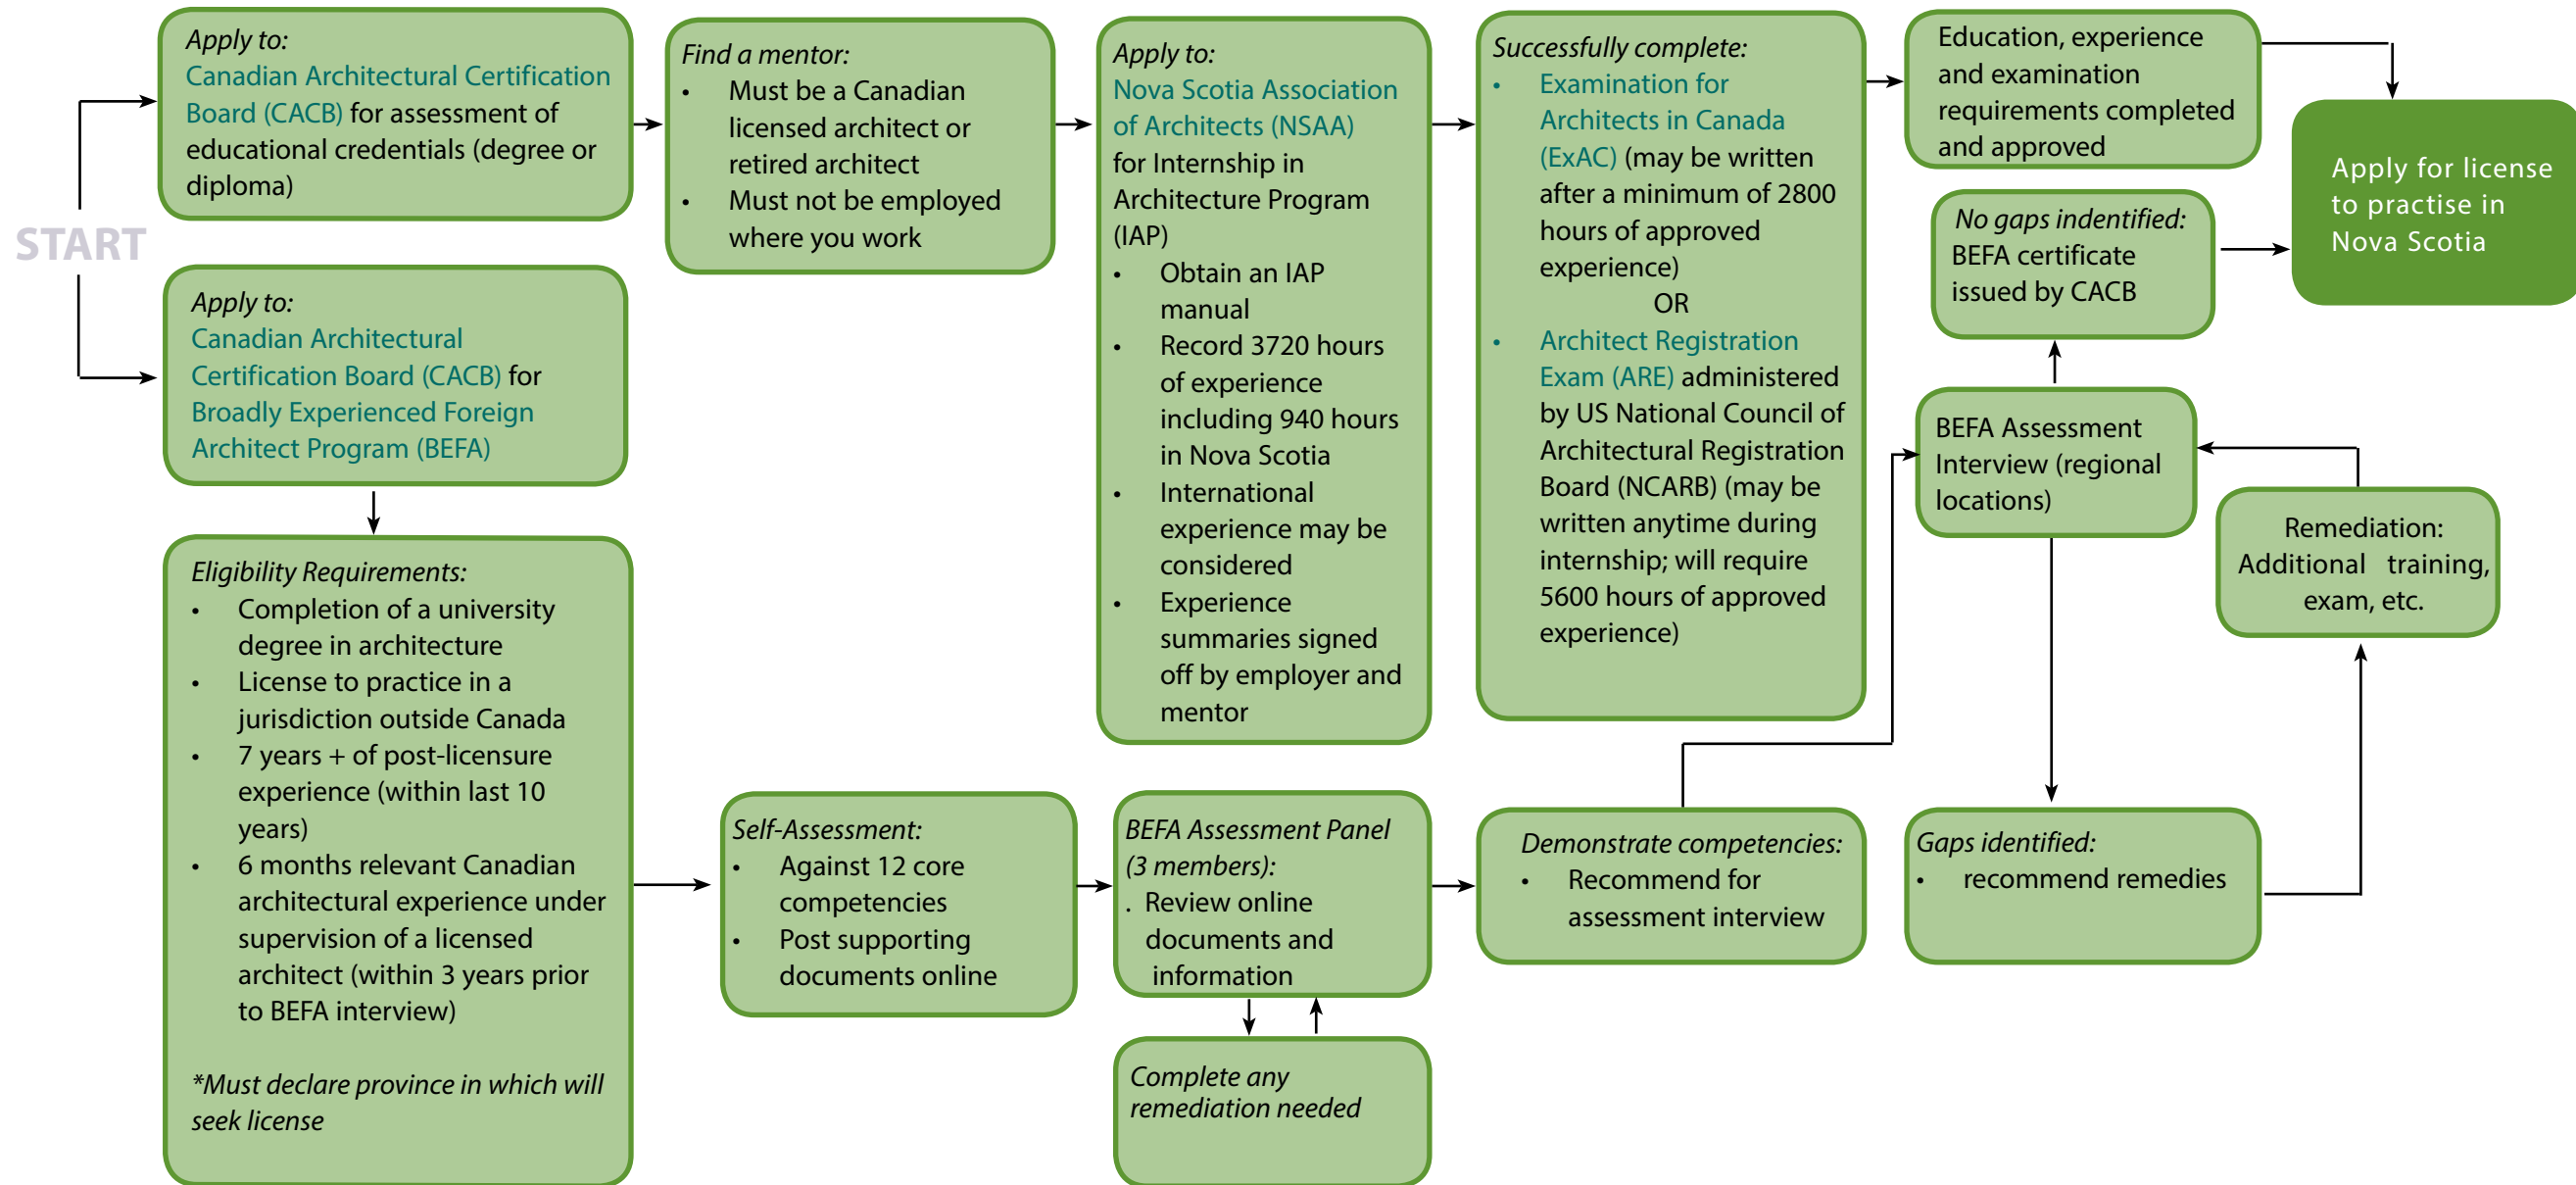 START
Apply to:
Canadian Architectural Certification
Board (CACB) for assessment of
educational credentials (degree or
diploma)
Find a mentor:
• Must be a Canadian
licensed architect or
retired architect
• Must not be employed
where you work
Apply to:
Nova Scotia Association
of Architects (NSAA)
for Internship in
Architecture Program
(IAP)
• Obtain an IAP
manual
• Record 3720 hours
of experience
including 940 hours
in Nova Scotia
• International
experience may be
considered
• Experience
summaries signed
off by employer and
mentor
Successfully complete:
• Examination for
Architects in Canada
(ExAC) (may be written
after a minimum of 2800
hours of approved
experience)
OR
• Architect Registration
Exam (ARE) administered
by US National Council of
Architectural Registration
Board (NCARB) (may be
written anytime during
internship; will require
5600 hours of approved
experience)
Education, experience
and examination
requirements completed
and approved
Apply for license
to practise in
Nova Scotia
Apply to:
Canadian Architectural
Certification Board (CACB) for
Broadly Experienced Foreign
Architect Program (BEFA)
Eligibility Requirements:
• Completion of a university
degree in architecture
• License to practice in a
jurisdiction outside Canada
• 7 years + of post-licensure
experience (within last 10
years)
• 6 months relevant Canadian
architectural experience under
supervision of a licensed
architect (within 3 years prior
to BEFA interview)
*Must declare province in which will
seek license
Self-Assessment:
• Against 12 core
competencies
• Post supporting
documents online
BEFA Assessment Panel
(3 members):
. Review online
documents and
information
Complete any
remediation needed
Demonstrate competencies:
• Recommend for
assessment interview
BEFA Assessment
Interview (regional
locations)
No gaps indentified:
BEFA certificate
issued by CACB
Gaps identified:
• recommend remedies
Remediation:
Additional training,
exam, etc.